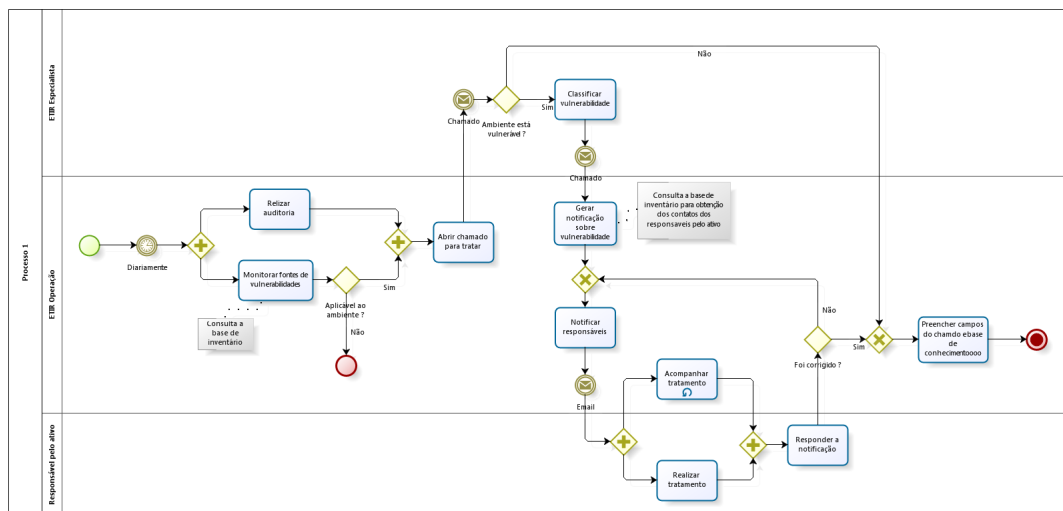 Processo 1
ETIR Especialista
Não
Chamado
Ambiente está
vulnerável ?
Sim
Classificar
vulnerabilidade
Chamado
ETIR Operação
Diariamente
Relizar
auditoria
Monitorar fontes de
vulnerabilidades
Consulta a
base de
inventário
Aplicável ao
ambiente ?
Sim
Não
Abrir chamado
para tratar
Gerar
notificação
sobre
vulnerabilidade
Consulta a base de
inventário para obtenção
dos contatos dos
responsaveis pelo ativo
Notificar
responsáveis
Email
Acompanhar
tratamento
Não
Foi corrigido ?
Sim
Preencher campos
do chamdo e base
de
conhecimentoooo
Responsável pelo ativo
Realizar
tratamento
Responder a
notificação